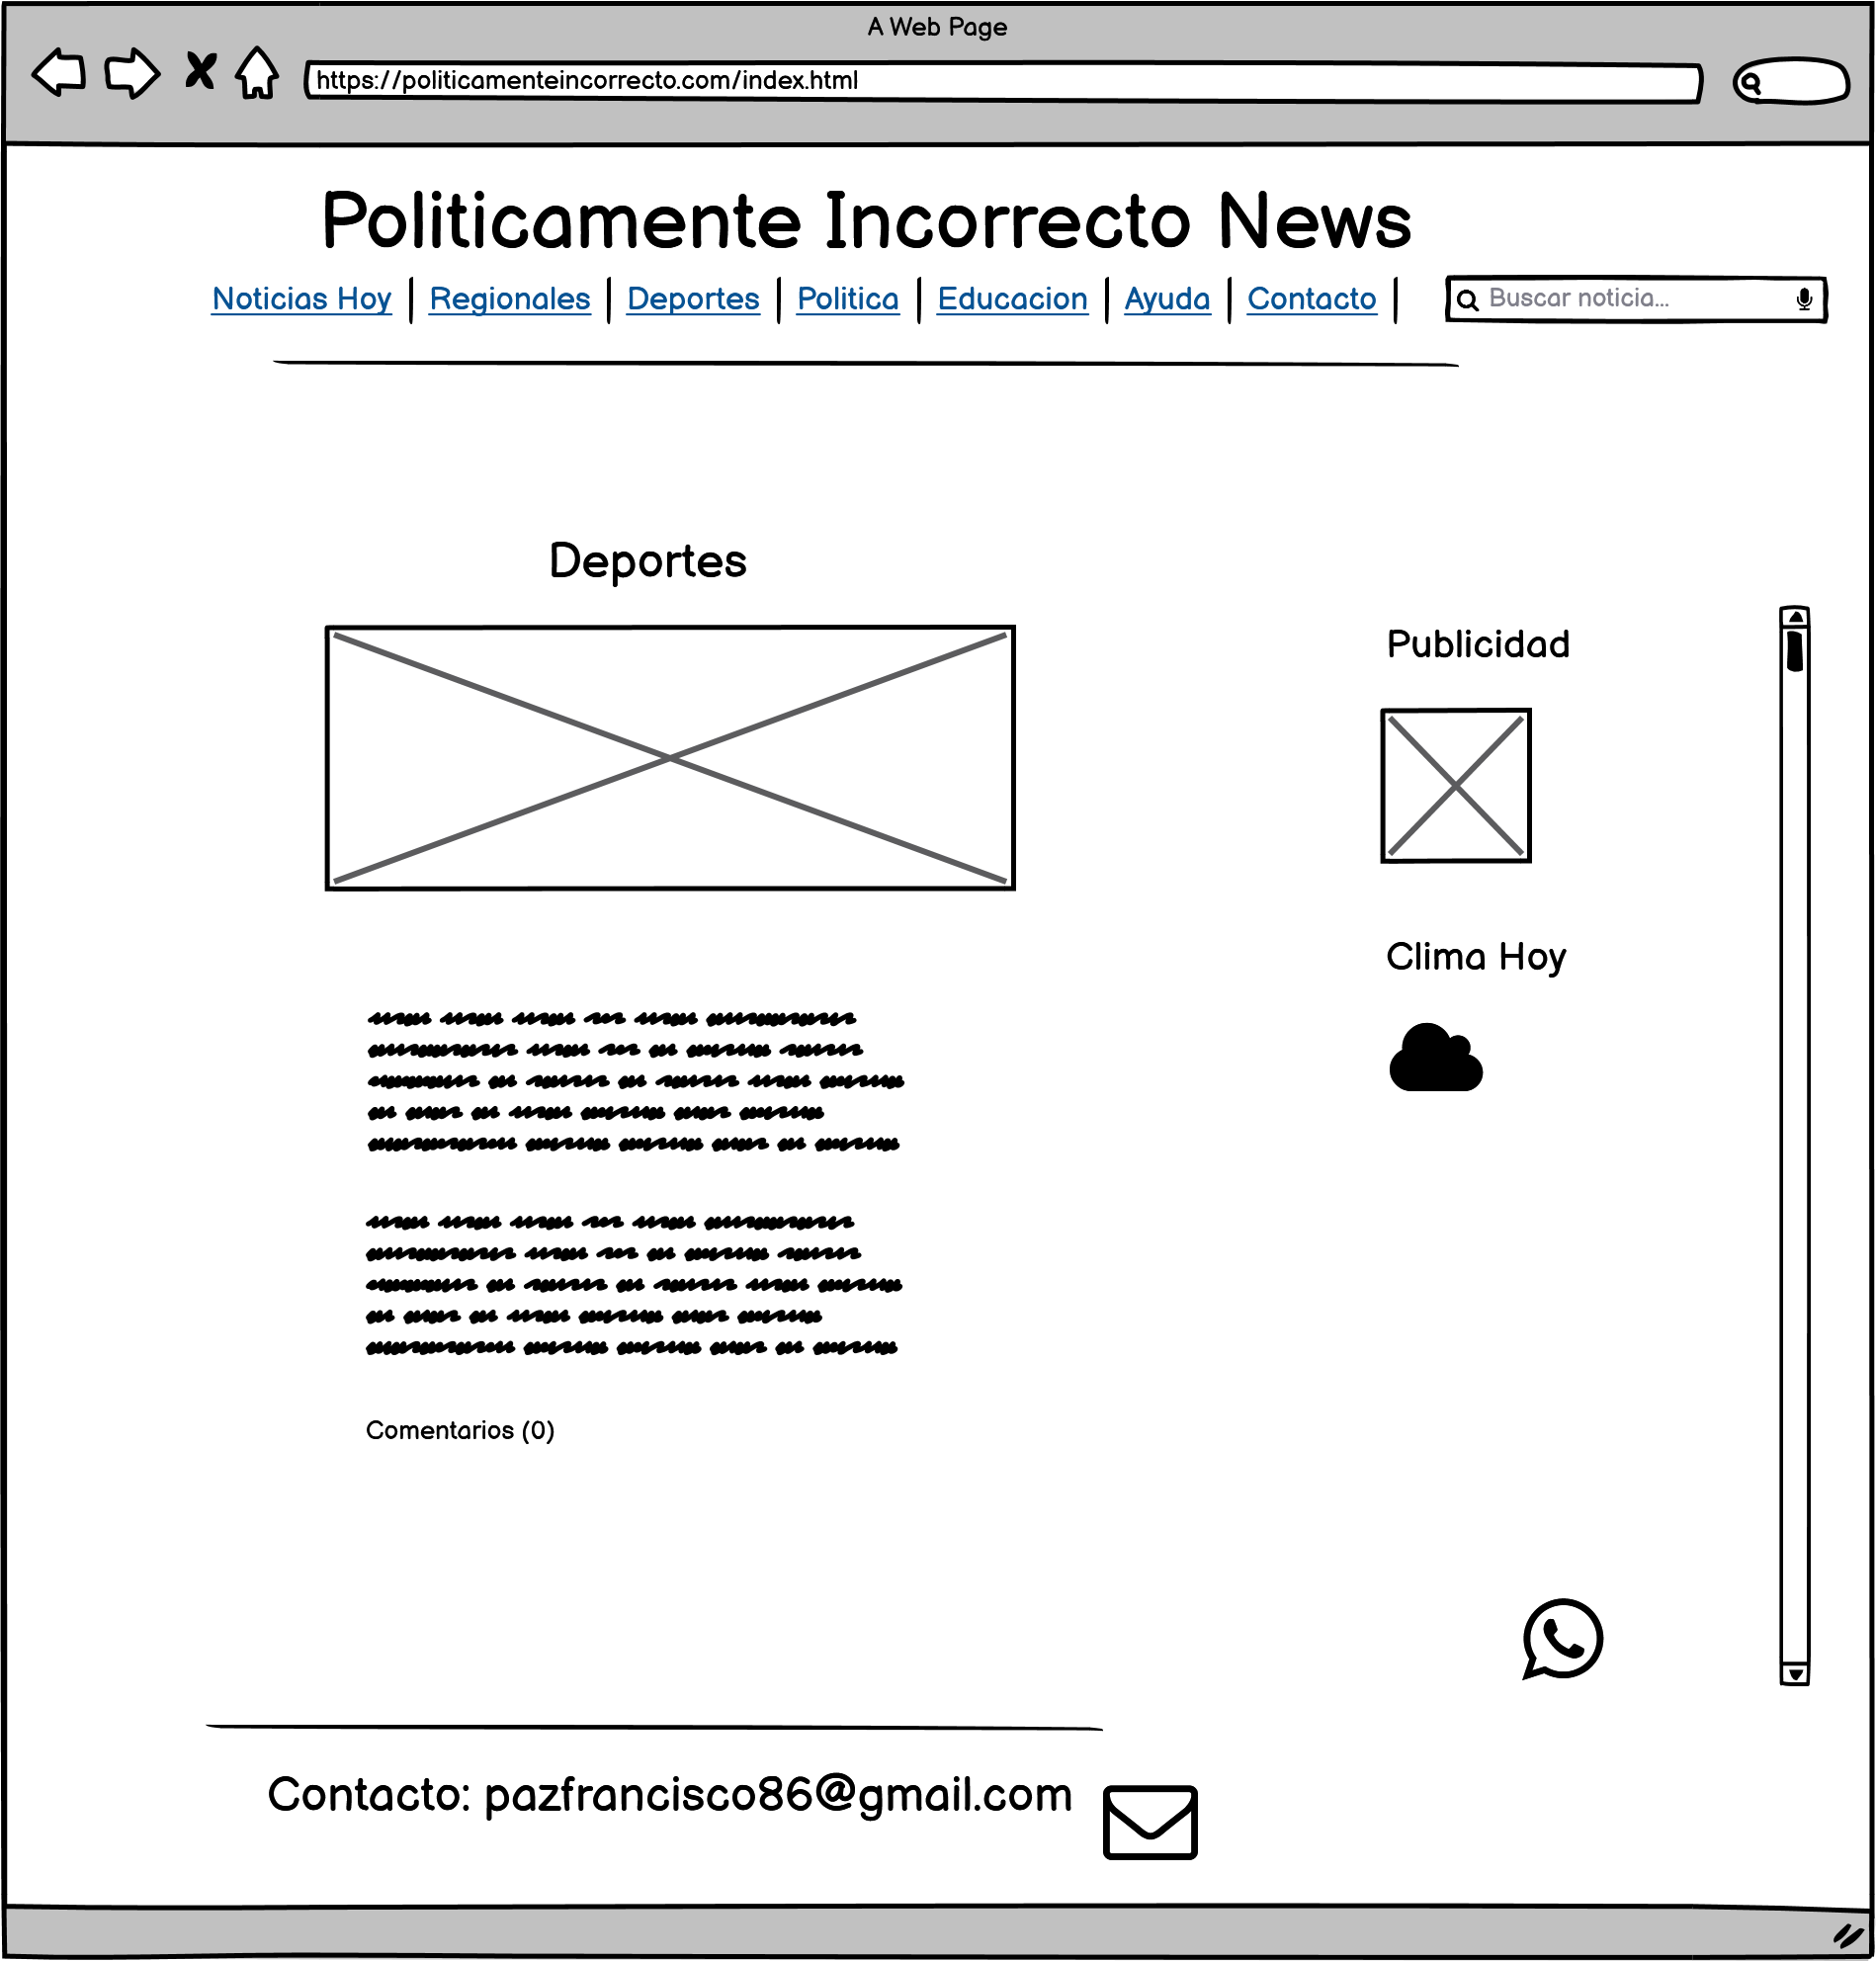 A Web Page
https://politicamenteincorrecto.com/index.html
Politicamente Incorrecto News
Noticias Hoy | Regionales | Deportes | Politica | Educacion | Ayuda | Contacto |
Buscar noticia...
Deportes
Publicidad
Clima Hoy
Comentarios (0)
Contacto: pazfrancisco86@gmail.com